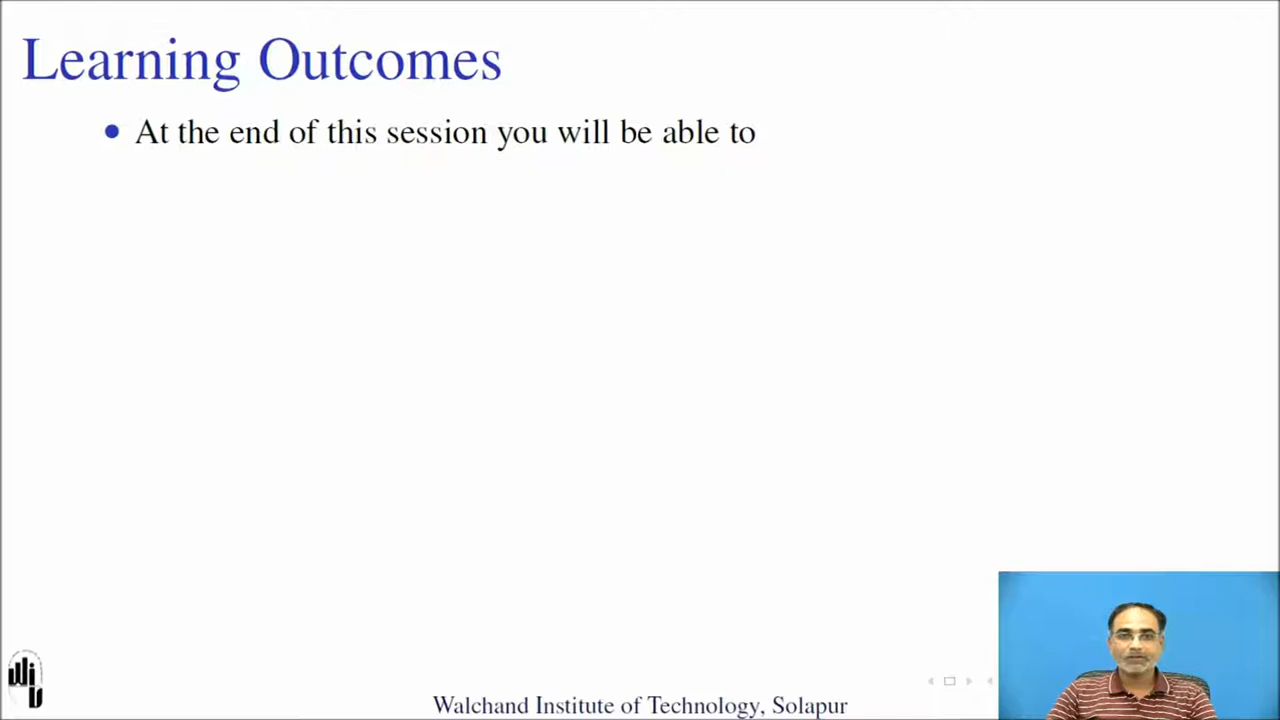 Learning Outcomes
• At the end of this session you will be able to
Walchand Institute of Technology, Solapur